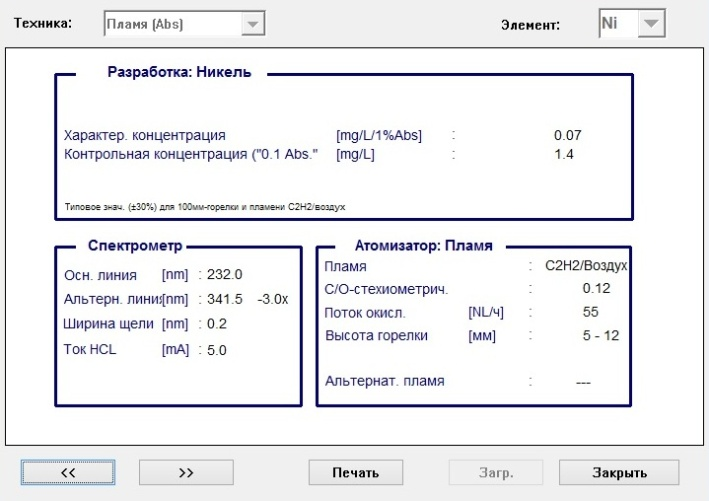 Техника: Пламя (Abs) Элемент: Ni
Разработка: Никель
Характер. концентрация [mg/L/1%Abs] : 0.07
Контрольная концентрация ("0.1 Abs." [mg/L] : 1.4
Типовое знач. (±30%) для 100мм-горелки и пламени C2H2/воздух
Спектрометр
Осн. линия [nm] : 232.0
Альтерн. линия[nm] : 341.5 -3.0x
Ширина щели [nm] : 0.2
Ток HCL [mA] : 5.0
Атомизатор: Пламя
Пламя : C2H2/Воздух
C/O-стехиометрич. : 0.12
Поток окисл. [NL/ч] : 55
Высота горелки [мм] : 5 - 12
Альтернат. пламя : ---
<< >> Печать Загр. Закрыть